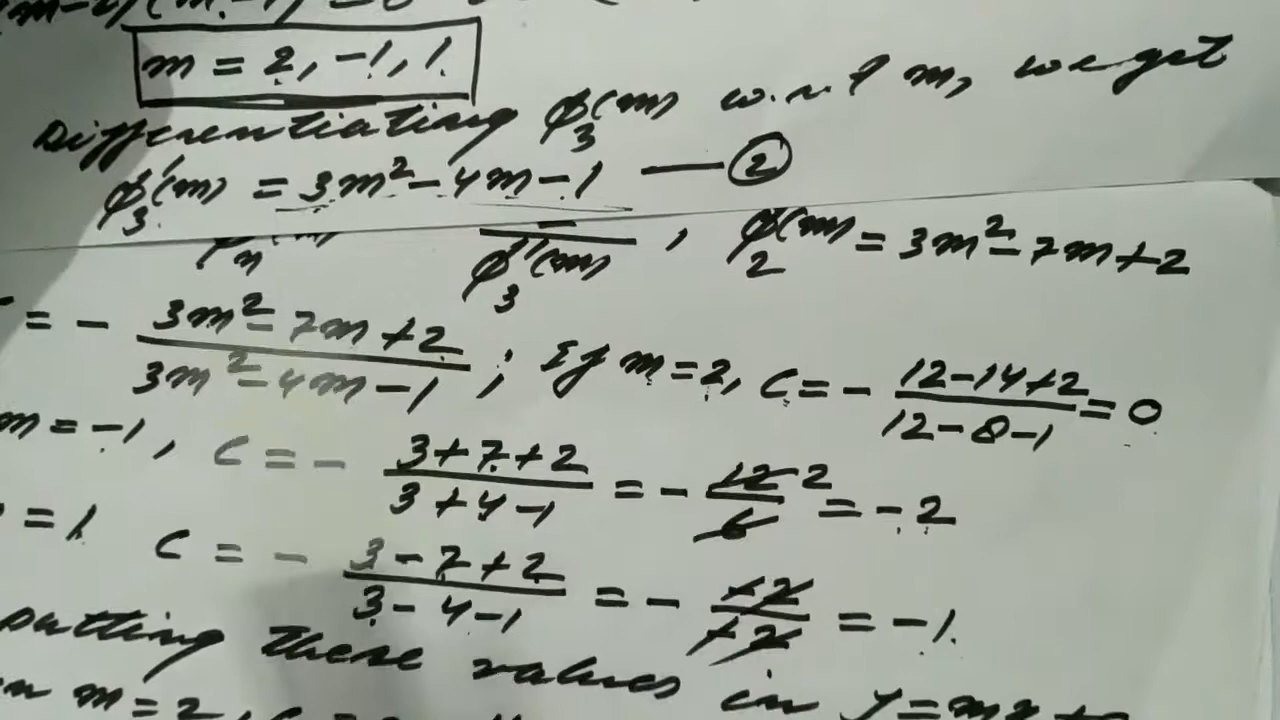 m = 2, -1, 1.
Differentiating ϕ₃(m) w.r.t m, we get
ϕ₃'(m) = 3m² - 4m - 1 — ②
ϕ₃'(m) , ϕ₂(m) = 3m² - 7m + 2
= - (3m² - 7m + 2)/(3m² - 4m - 1) ; If m = 2, C = - (12 - 14 + 2)/(12 - 8 - 1) = 0
m = -1, C = - (3 + 7 + 2)/(3 + 4 - 1) = - 12/6 2 = -2
= 1 C = - (3 - 7 + 2)/(3 - 4 - 1) = - (+2)/(+2) = -1.
putting these values in y = mx +
m = 2,